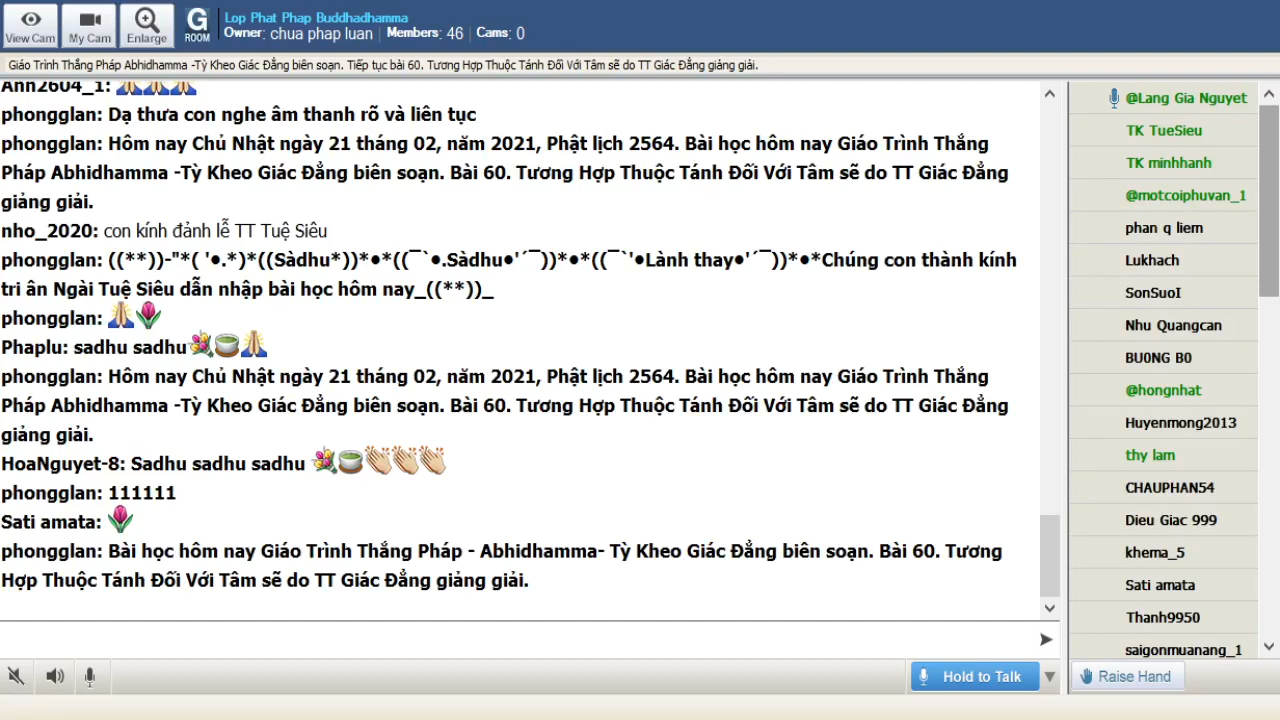 View Cam
My Cam
Enlarge
G
ROOM
Lop Phat Phap Buddhadhamma
Owner: chua phap luan Members: 46 Cams: 0
Giáo Trình Thắng Pháp Abhidhamma -Tỳ Kheo Giác Đẳng biên soạn. Tiếp tục bài 60. Tương Hợp Thuộc Tánh Đối Với Tâm sẽ do TT Giác Đẳng giảng giải.
Anh2604_1: 🙏🙏🙏
phongglan: Dạ thưa con nghe âm thanh rõ và liên tục
phongglan: Hôm nay Chủ Nhật ngày 21 tháng 02, năm 2021, Phật lịch 2564. Bài học hôm nay Giáo Trình Thắng
Pháp Abhidhamma -Tỳ Kheo Giác Đẳng biên soạn. Bài 60. Tương Hợp Thuộc Tánh Đối Với Tâm sẽ do TT Giác Đẳng
giảng giải.
nho_2020: con kính đảnh lễ TT Tuệ Siêu
phongglan: ((**))-"*( '●.*)*((Sàdhu*))*●*((¯`●.Sàdhu●'´¯))*●*((¯`'●Lành thay●'´¯))*●*Chúng con thành kính
tri ân Ngài Tuệ Siêu dẫn nhập bài học hôm nay_((**))_
phongglan: 🙏🌷
Phaplu: sadhu sadhu💐🍵🙏
phongglan: Hôm nay Chủ Nhật ngày 21 tháng 02, năm 2021, Phật lịch 2564. Bài học hôm nay Giáo Trình Thắng
Pháp Abhidhamma -Tỳ Kheo Giác Đẳng biên soạn. Bài 60. Tương Hợp Thuộc Tánh Đối Với Tâm sẽ do TT Giác Đẳng
giảng giải.
HoaNguyet-8: Sadhu sadhu sadhu 💐🍵👏👏👏
phongglan: 111111
Sati amata: 🌷
phongglan: Bài học hôm nay Giáo Trình Thắng Pháp - Abhidhamma- Tỳ Kheo Giác Đẳng biên soạn. Bài 60. Tương
Hợp Thuộc Tánh Đối Với Tâm sẽ do TT Giác Đẳng giảng giải.
Hold to Talk
@Lang Gia Nguyet
TK TueSieu
TK minhhanh
@motcoiphuvan_1
phan q liem
Lukhach
SonSuoI
Nhu Quangcan
BU0NG B0
@hongnhat
Huyenmong2013
thy lam
CHAUPHAN54
Dieu Giac 999
khema_5
Sati amata
Thanh9950
saigonmuanang_1
Raise Hand